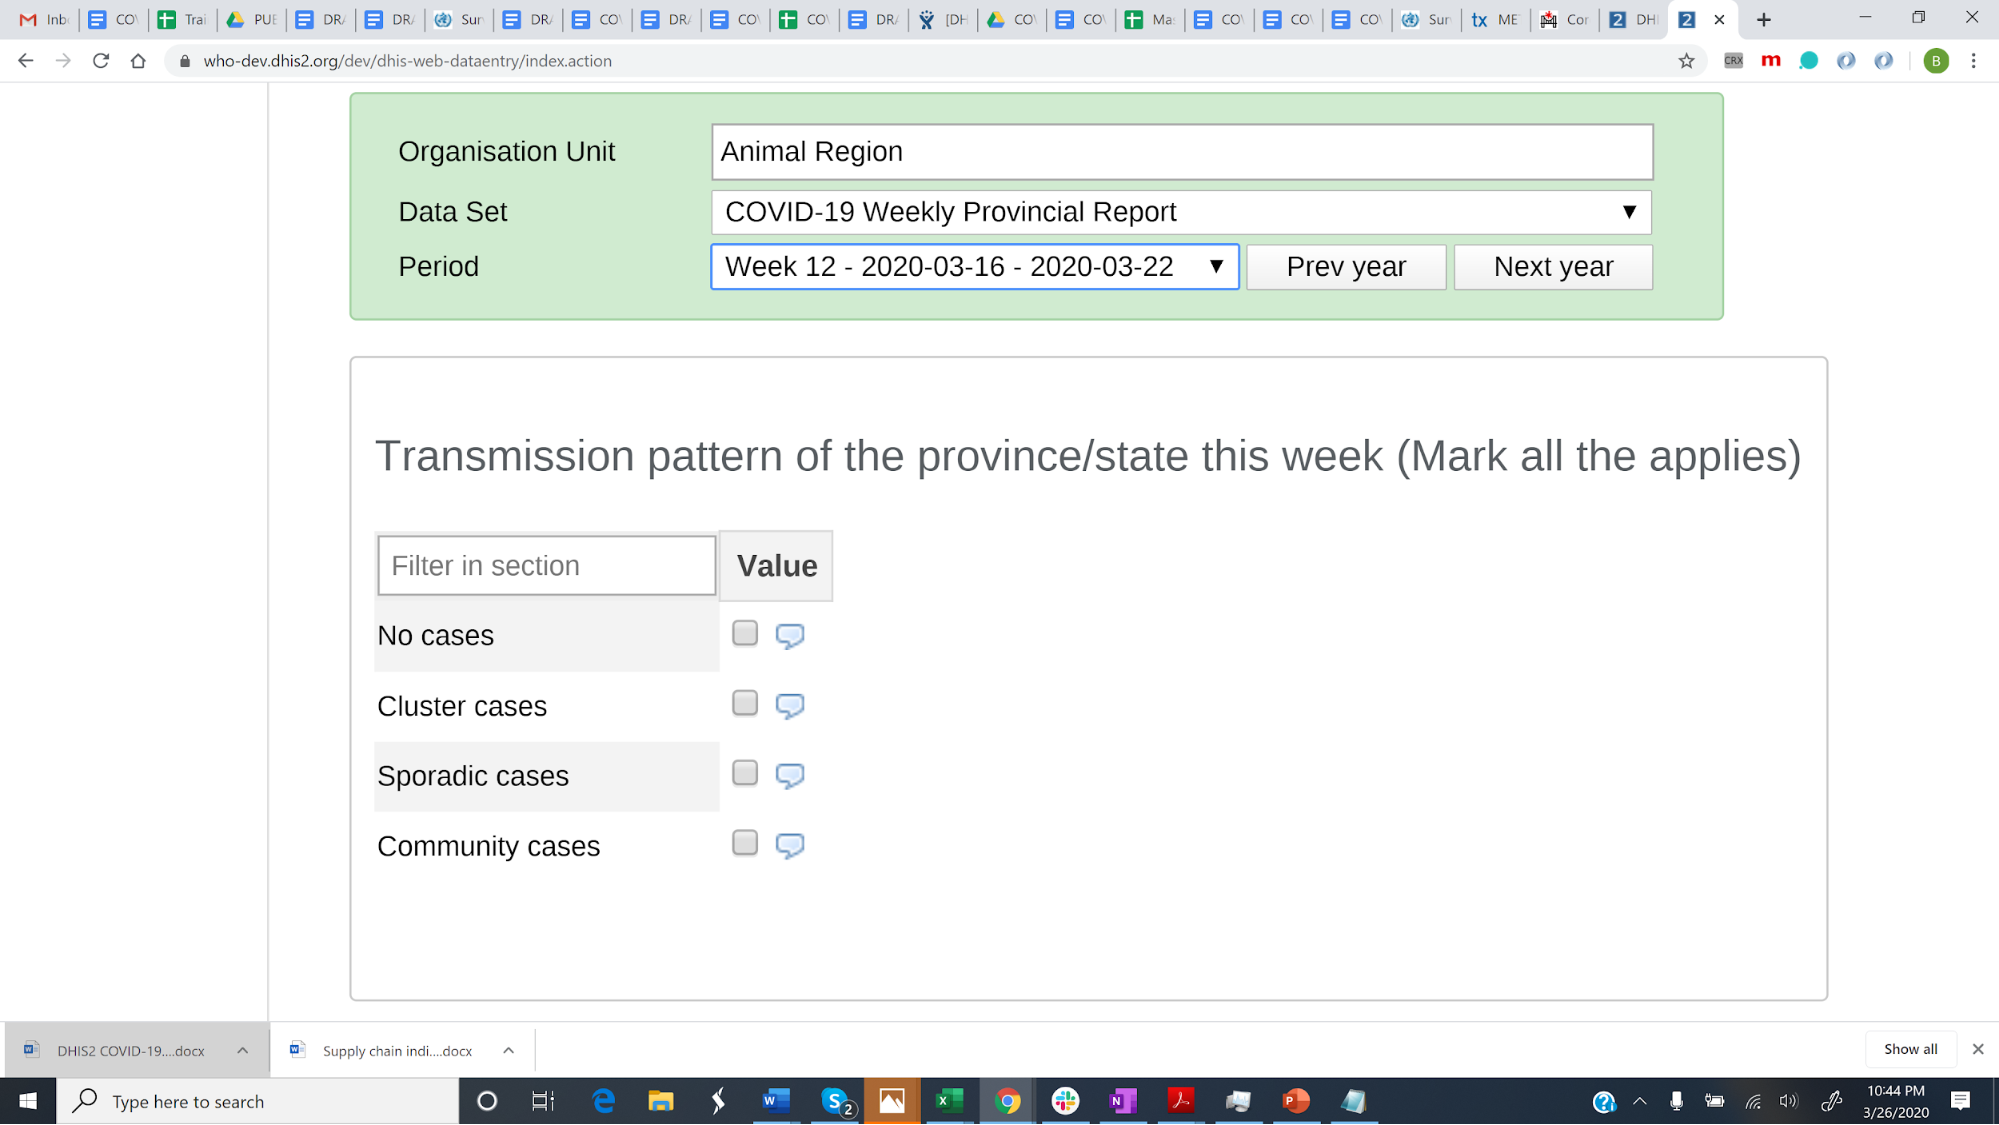 Inb CO Trai PUE DR/ DR/ Sur DR/ CO DR/ CO CO DR/ [DH CO CO Ma CO CO CO Sur tx ME Cor 2 DHI 2
who-dev.dhis2.org/dev/dhis-web-dataentry/index.action
CRX m B
Organisation Unit Animal Region
Data Set COVID-19 Weekly Provincial Report
Period Week 12 - 2020-03-16 - 2020-03-22 Prev year Next year
Transmission pattern of the province/state this week (Mark all the applies)
Filter in section Value
No cases
Cluster cases
Sporadic cases
Community cases
DHIS2 COVID-19....docx Supply chain indi....docx Show all
Type here to search
10:44 PM
3/26/2020